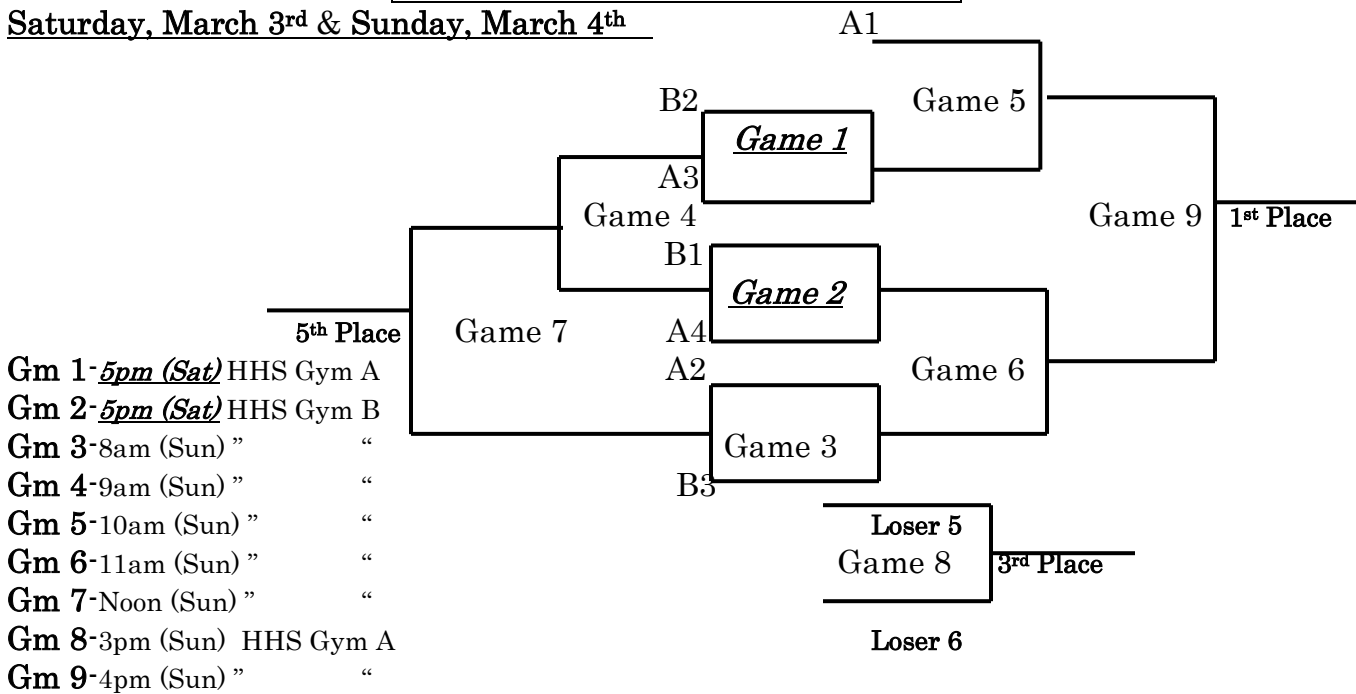 Saturday, March 3rd & Sunday, March 4th
A1
B2
Game 5
Game 1
A3
Game 4
Game 9
1st Place
B1
Game 2
5th Place
Game 7
A4
A2
Game 6
Game 3
B3
Gm 1-5pm (Sat) HHS Gym A
Gm 2-5pm (Sat) HHS Gym B
Gm 3-8am (Sun) ” “
Gm 4-9am (Sun) ” “
Gm 5-10am (Sun) ” “
Gm 6-11am (Sun) ” “
Gm 7-Noon (Sun) ” “
Gm 8-3pm (Sun) HHS Gym A
Gm 9-4pm (Sun) ” “
Loser 5
Game 8
3rd Place
Loser 6